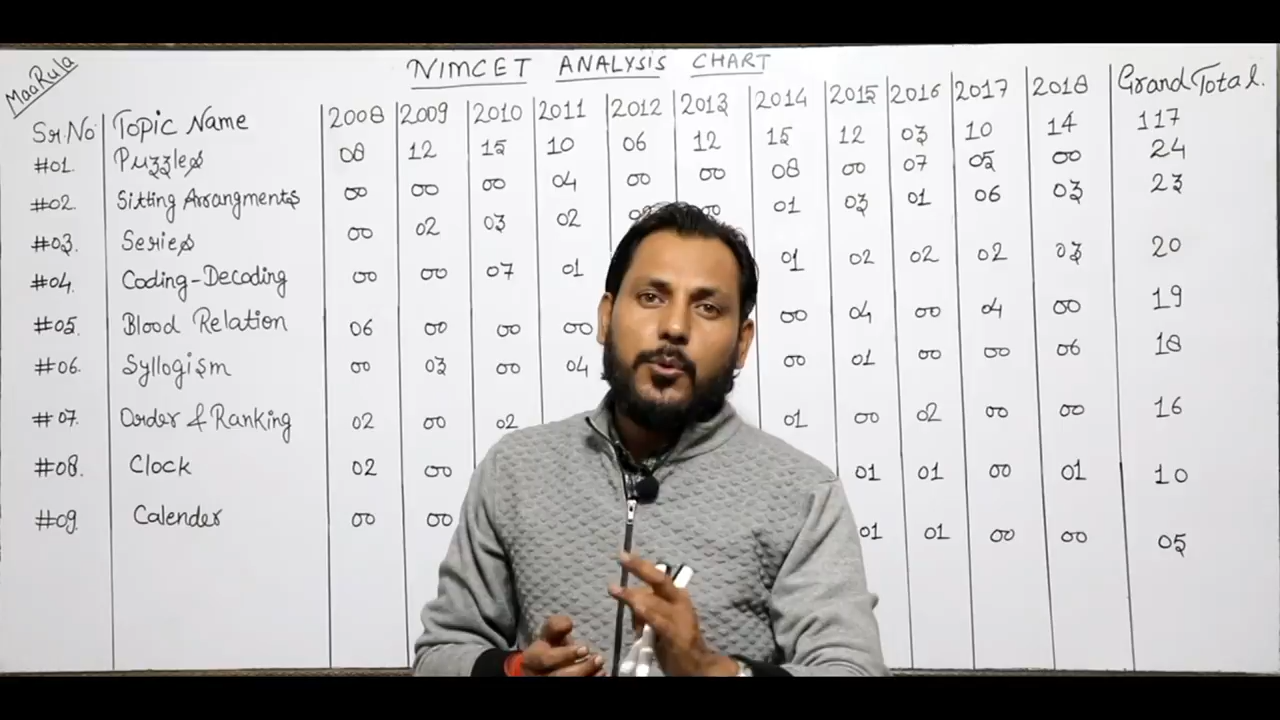 MaaRula
NIMCET ANALYSIS CHART
Sr.No. Topic Name 2008 2009 2010 2011 2012 2013 2014 2015 2016 2017 2018 Grand Total.
#01. Puzzles 08 12 15 10 06 12 15 12 03 10 14 117
#02. Sitting Arrangments 00 00 00 04 00 00 08 00 07 05 00 24
#03. Series 00 02 03 02 00 01 03 01 06 03 23
#04. Coding-Decoding 00 00 07 01 01 02 02 02 03 20
#05. Blood Relation 06 00 00 00 00 04 00 04 00 19
#06. Syllogism 00 03 00 04 00 01 00 00 06 18
#07. Order & Ranking 02 00 02 01 00 02 00 00 16
#08. Clock 02 00 01 01 00 01 10
#09. Calender 00 00 01 01 00 00 05